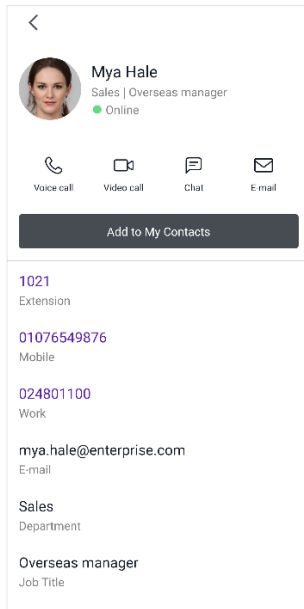 Mya Hale
Sales | Overseas manager
Online
Voice call
Video call
Chat
E-mail
Add to My Contacts
1021
Extension
01076549876
Mobile
024801100
Work
mya.hale@enterprise.com
E-mail
Sales
Department
Overseas manager
Job Title